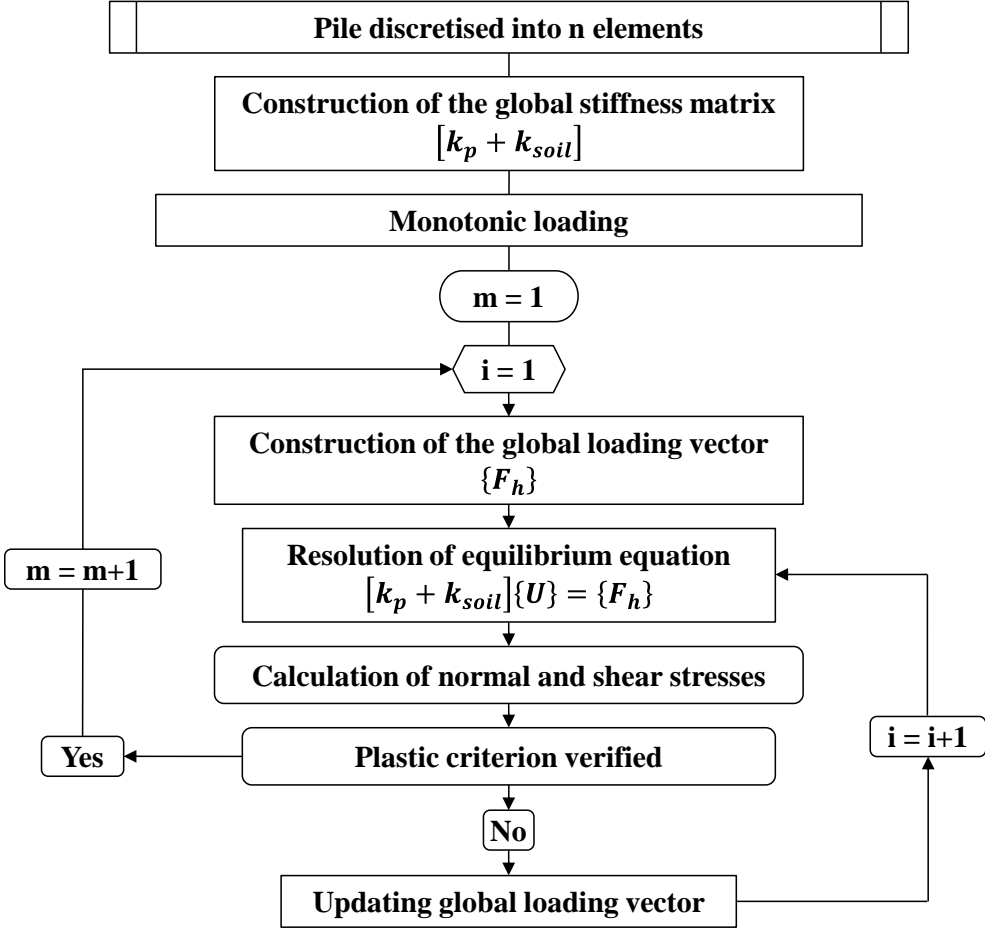 Pile discretised into n elements
Construction of the global stiffness matrix
[k_p + k_soil]
Monotonic loading
m = 1
i = 1
Construction of the global loading vector
{F_h}
Resolution of equilibrium equation
[k_p + k_soil]{U} = {F_h}
m = m+1
Calculation of normal and shear stresses
Plastic criterion verified
Yes
i = i+1
No
Updating global loading vector